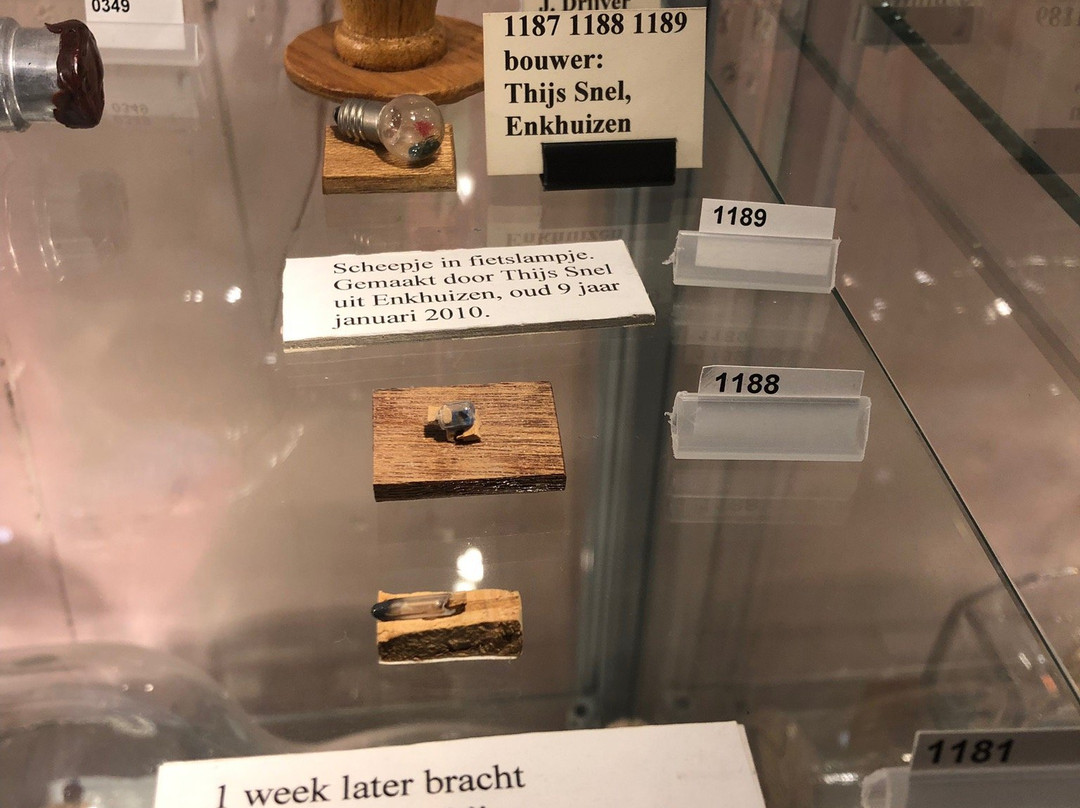 0349
J. Drijver
1187 1188 1189
bouwer:
Thijs Snel,
Enkhuizen
1189
Scheepje in fietslampje.
Gemaakt door Thijs Snel
uit Enkhuizen, oud 9 jaar
januari 2010.
1188
1 week later bracht
1181